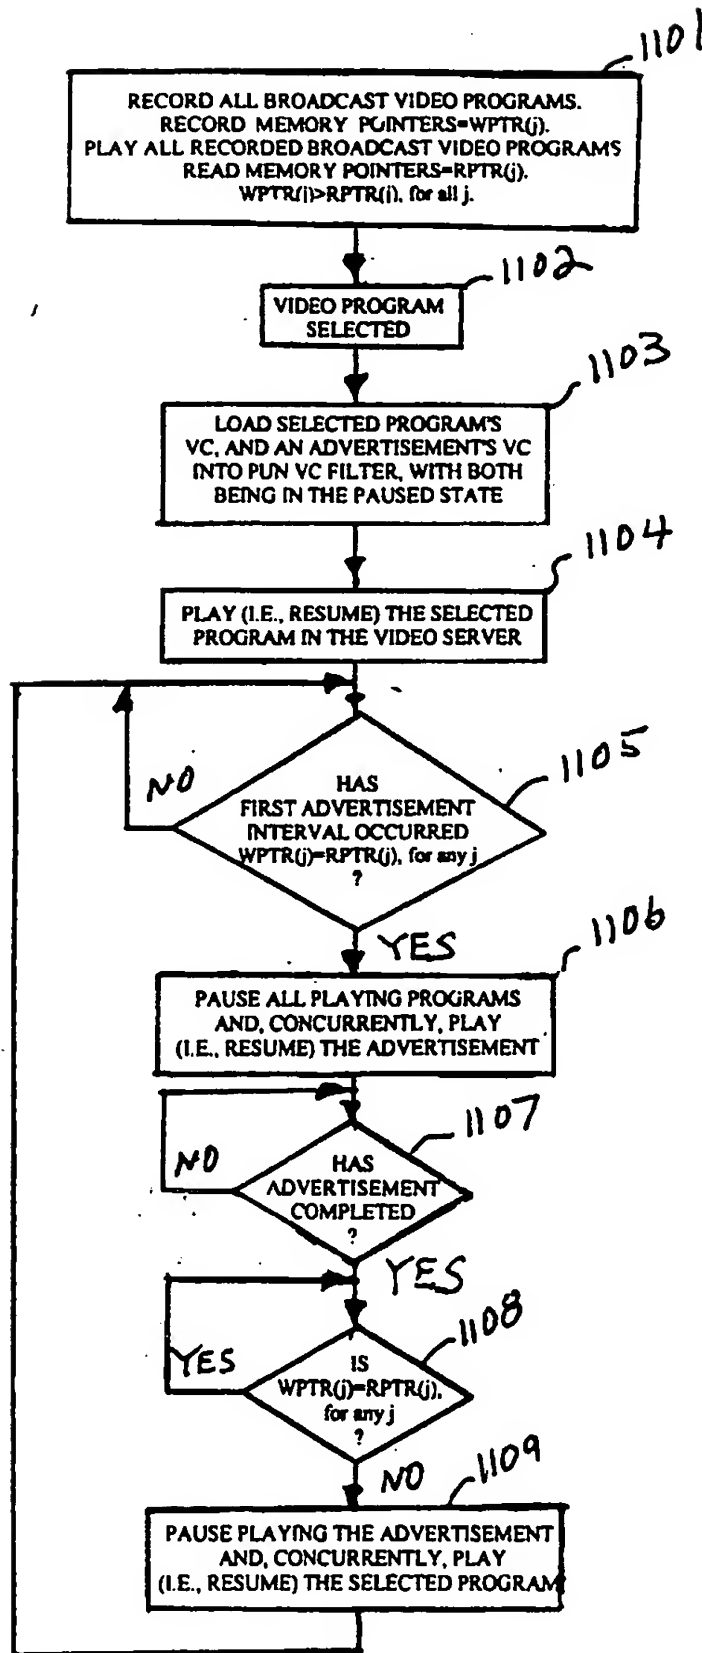 1101
RECORD ALL BROADCAST VIDEO PROGRAMS.
RECORD MEMORY POINTERS=WPTR(j).
PLAY ALL RECORDED BROADCAST VIDEO PROGRAMS
READ MEMORY POINTERS=RPTR(j).
WPTR(j)>RPTR(j), for all j.
1102
VIDEO PROGRAM
SELECTED
1103
LOAD SELECTED PROGRAM'S
VC, AND AN ADVERTISEMENT'S VC
INTO PUN VC FILTER, WITH BOTH
BEING IN THE PAUSED STATE
1104
PLAY (I.E., RESUME) THE SELECTED
PROGRAM IN THE VIDEO SERVER
1105
NO
HAS
FIRST ADVERTISEMENT
INTERVAL OCCURRED
WPTR(j)=RPTR(j), for any j
?
YES
1106
PAUSE ALL PLAYING PROGRAMS
AND, CONCURRENTLY, PLAY
(I.E., RESUME) THE ADVERTISEMENT
1107
NO
HAS
ADVERTISEMENT
COMPLETED
?
YES
1108
YES
IS
WPTR(j)=RPTR(j),
for any j
?
NO
1109
PAUSE PLAYING THE ADVERTISEMENT
AND, CONCURRENTLY, PLAY
(I.E., RESUME) THE SELECTED PROGRAM